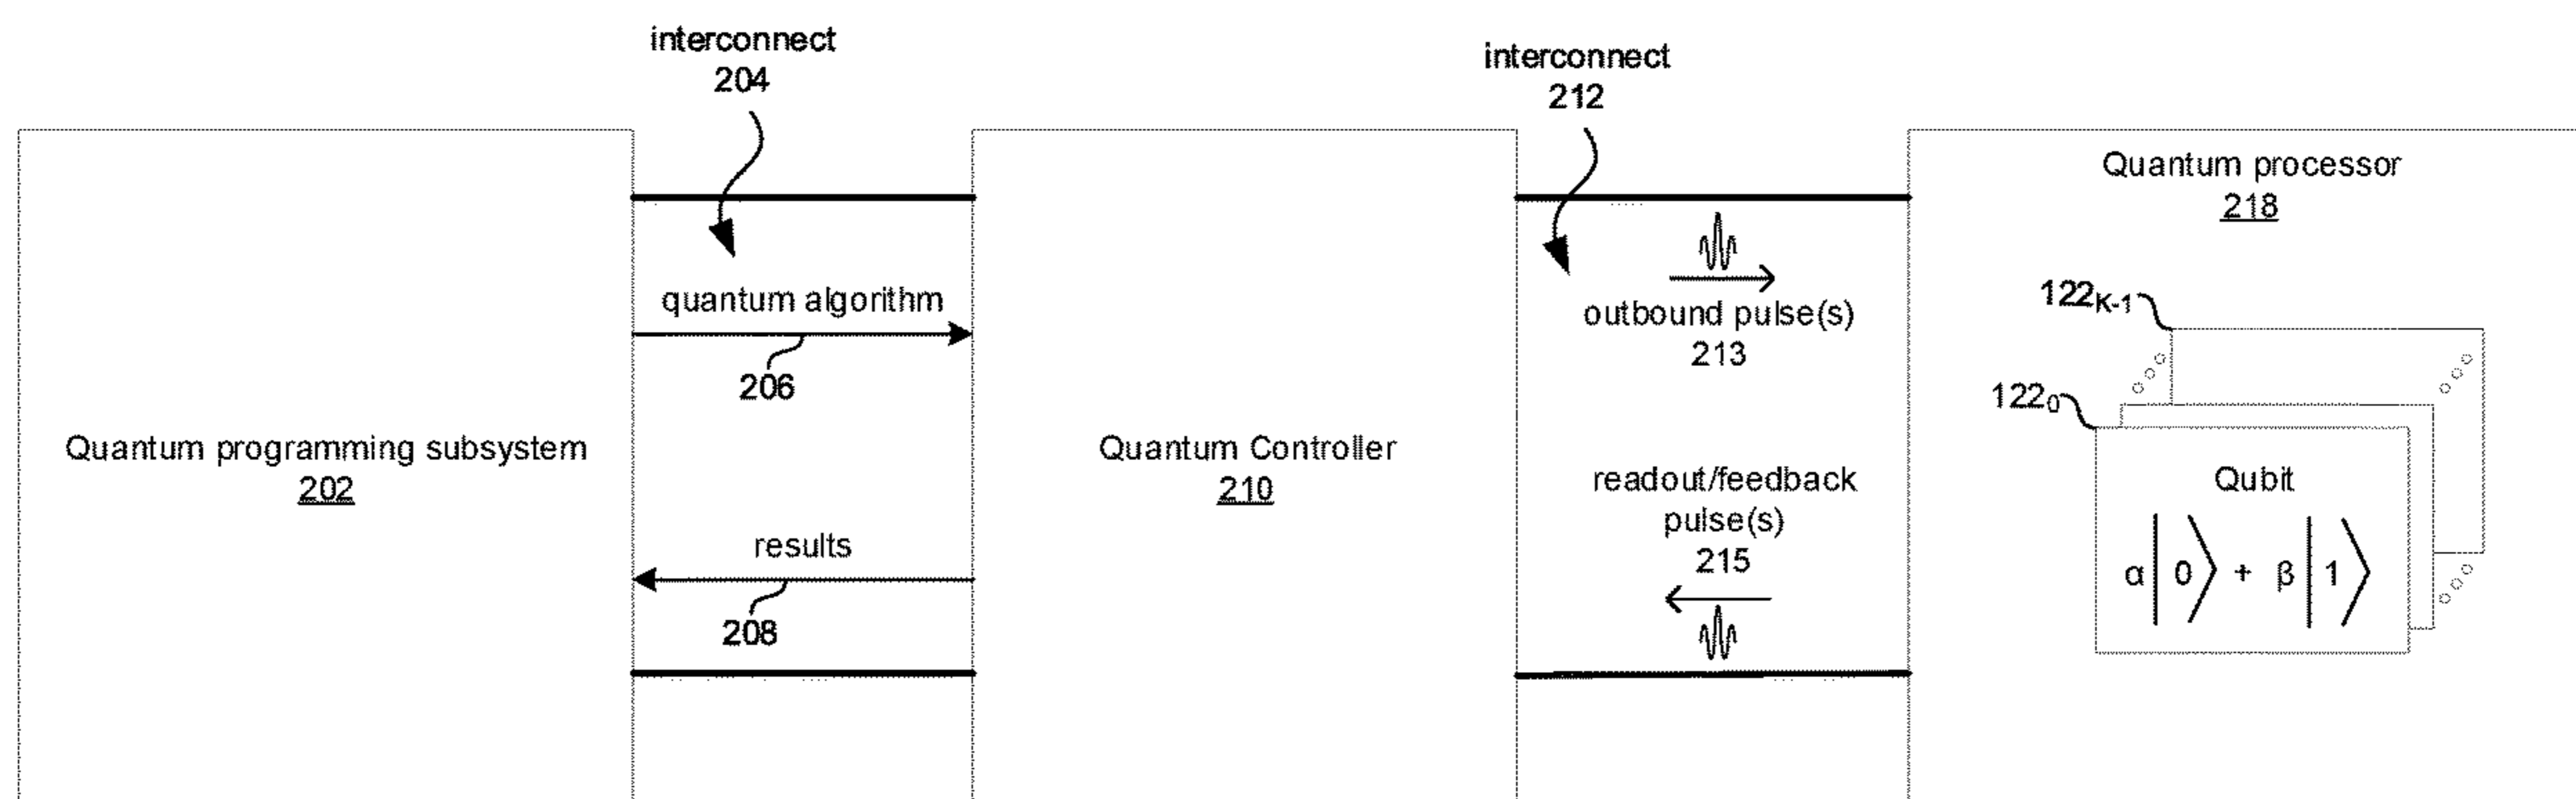 interconnect
204
interconnect
212
Quantum programming subsystem
202
quantum algorithm
206
results
208
Quantum Controller
210
outbound pulse(s)
213
readout/feedback
pulse(s)
215
Quantum processor
218
122K-1
1220
Qubit
α|0⟩ + β|1⟩